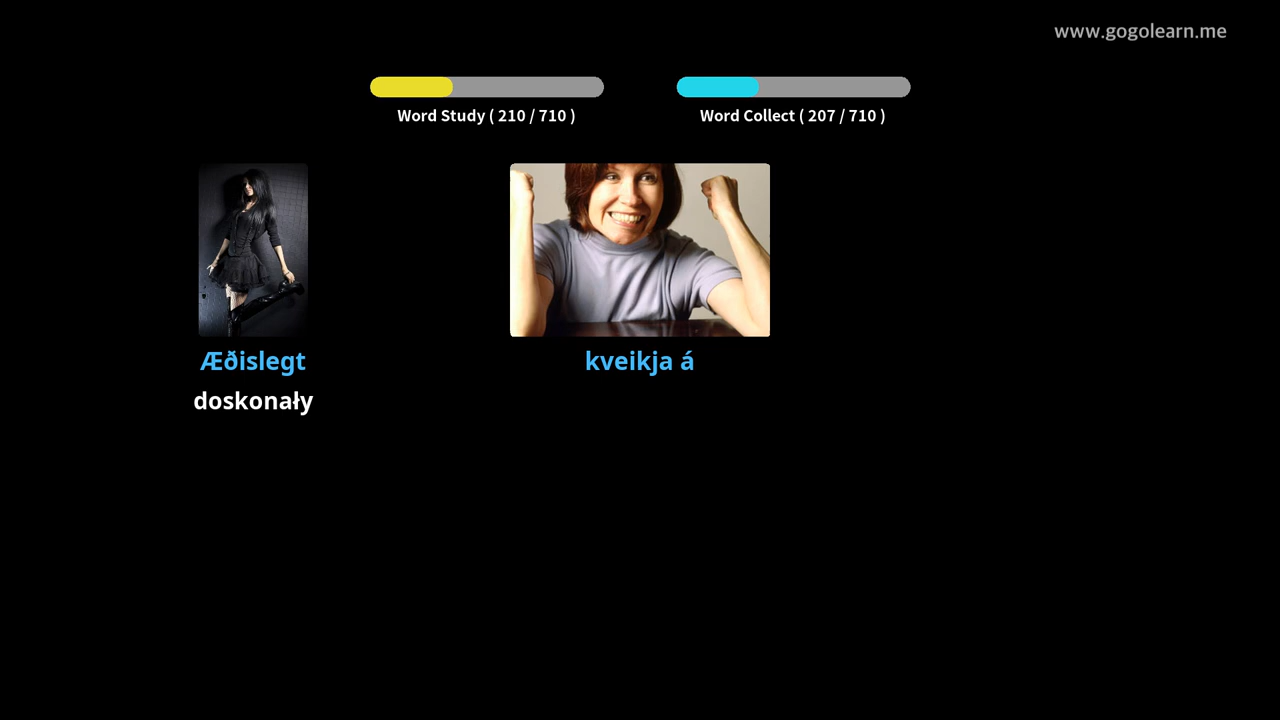 www.gogolearn.me
Word Study ( 210 / 710 )
Word Collect ( 207 / 710 )
Æðislegt
kveikja á
doskonały